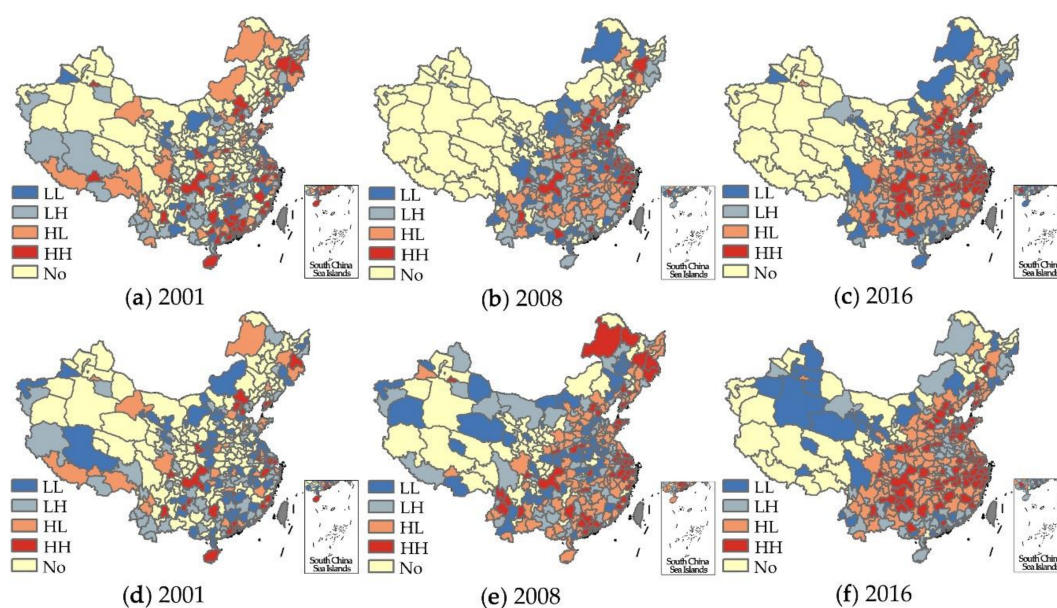 LL
LH
HL
HH
No
South China
Sea Islands
(a) 2001
LL
LH
HL
HH
No
South China
Sea Islands
(b) 2008
LL
LH
HL
HH
No
South China
Sea Islands
(c) 2016
LL
LH
HL
HH
No
South China
Sea Islands
(d) 2001
LL
LH
HL
HH
No
South China
Sea Islands
(e) 2008
LL
LH
HL
HH
No
South China
Sea Islands
(f) 2016